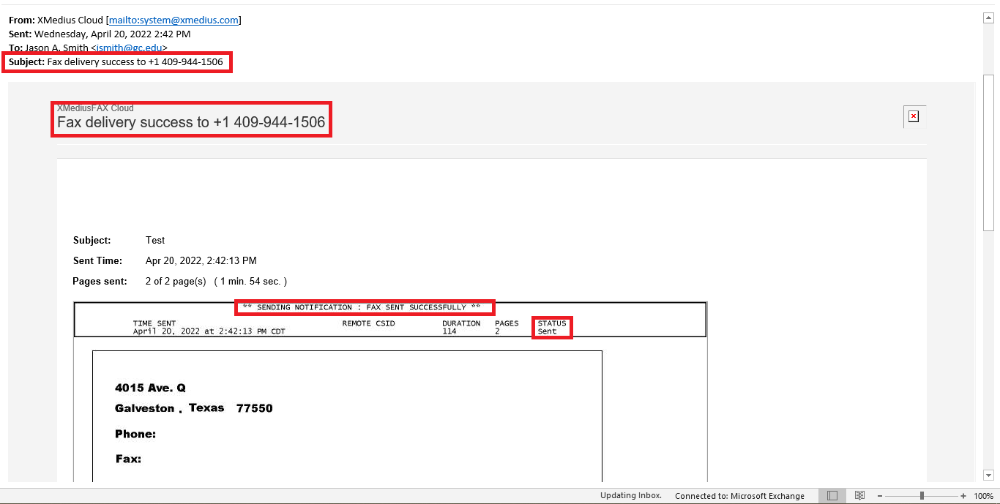 From: XMedius Cloud [mailto:system@xmedius.com]
Sent: Wednesday, April 20, 2022 2:42 PM
To: Jason A. Smith <jsmith@gc.edu>
Subject: Fax delivery success to +1 409-944-1506
XMediusFAX Cloud
Fax delivery success to +1 409-944-1506
Subject: Test
Sent Time: Apr 20, 2022, 2:42:13 PM
Pages sent: 2 of 2 page(s) ( 1 min. 54 sec. )
** SENDING NOTIFICATION : FAX SENT SUCCESSFULLY **
TIME SENT REMOTE CSID DURATION PAGES STATUS
April 20, 2022 at 2:42:13 PM CDT 114 2 Sent
4015 Ave. Q
Galveston , Texas 77550
Phone:
Fax:
Updating Inbox. Connected to: Microsoft Exchange 100%